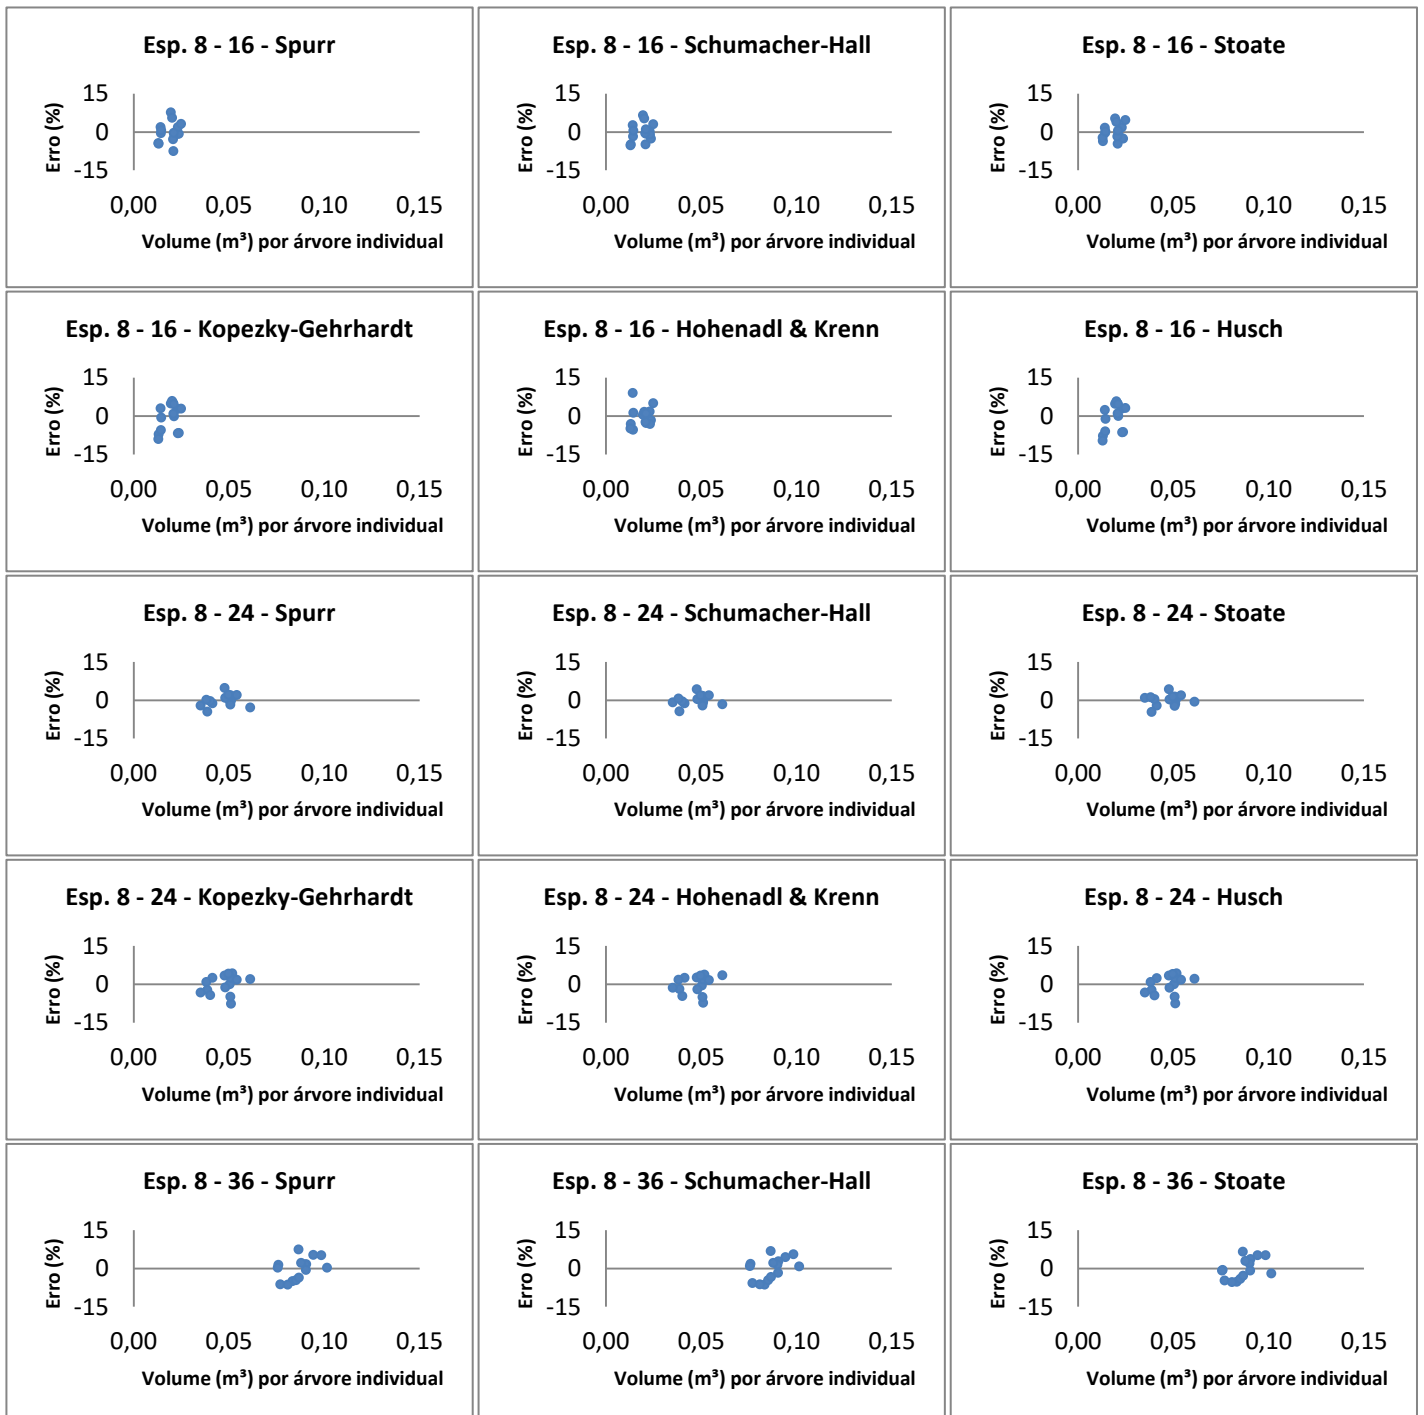 Esp. 8 - 16 - Spurr
Erro (%)
15
0
-15
0,00 0,05 0,10 0,15
Volume (m³) por árvore individual
Esp. 8 - 16 - Schumacher-Hall
Erro (%)
15
0
-15
0,00 0,05 0,10 0,15
Volume (m³) por árvore individual
Esp. 8 - 16 - Stoate
Erro (%)
15
0
-15
0,00 0,05 0,10 0,15
Volume (m³) por árvore individual
Esp. 8 - 16 - Kopezky-Gehrhardt
Erro (%)
15
0
-15
0,00 0,05 0,10 0,15
Volume (m³) por árvore individual
Esp. 8 - 16 - Hohenadl & Krenn
Erro (%)
15
0
-15
0,00 0,05 0,10 0,15
Volume (m³) por árvore individual
Esp. 8 - 16 - Husch
Erro (%)
15
0
-15
0,00 0,05 0,10 0,15
Volume (m³) por árvore individual
Esp. 8 - 24 - Spurr
Erro (%)
15
0
-15
0,00 0,05 0,10 0,15
Volume (m³) por árvore individual
Esp. 8 - 24 - Schumacher-Hall
Erro (%)
15
0
-15
0,00 0,05 0,10 0,15
Volume (m³) por árvore individual
Esp. 8 - 24 - Stoate
Erro (%)
15
0
-15
0,00 0,05 0,10 0,15
Volume (m³) por árvore individual
Esp. 8 - 24 - Kopezky-Gehrhardt
Erro (%)
15
0
-15
0,00 0,05 0,10 0,15
Volume (m³) por árvore individual
Esp. 8 - 24 - Hohenadl & Krenn
Erro (%)
15
0
-15
0,00 0,05 0,10 0,15
Volume (m³) por árvore individual
Esp. 8 - 24 - Husch
Erro (%)
15
0
-15
0,00 0,05 0,10 0,15
Volume (m³) por árvore individual
Esp. 8 - 36 - Spurr
Erro (%)
15
0
-15
0,00 0,05 0,10 0,15
Volume (m³) por árvore individual
Esp. 8 - 36 - Schumacher-Hall
Erro (%)
15
0
-15
0,00 0,05 0,10 0,15
Volume (m³) por árvore individual
Esp. 8 - 36 - Stoate
Erro (%)
15
0
-15
0,00 0,05 0,10 0,15
Volume (m³) por árvore individual